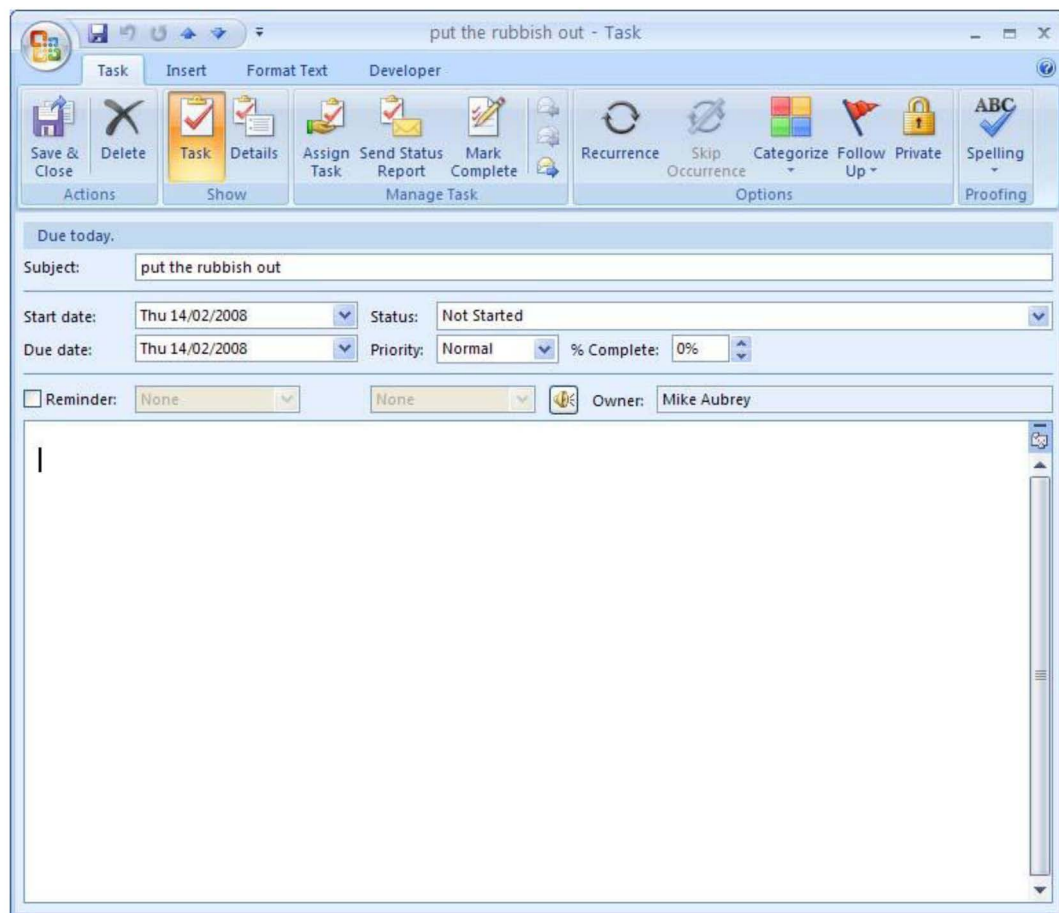 put the rubbish out - Task
Task Insert Format Text Developer
Save & Close Delete Task Details Assign Task Send Status Report Mark Complete Recurrence Skip Occurrence Categorize Follow Up ABC Spelling Private
Actions Show Manage Task Options Proofing
Due today.
Subject: put the rubbish out
Start date: Thu 14/02/2008 Status: Not Started
Due date: Thu 14/02/2008 Priority: Normal % Complete: 0%
Reminder: None None Owner: Mike Aubrey